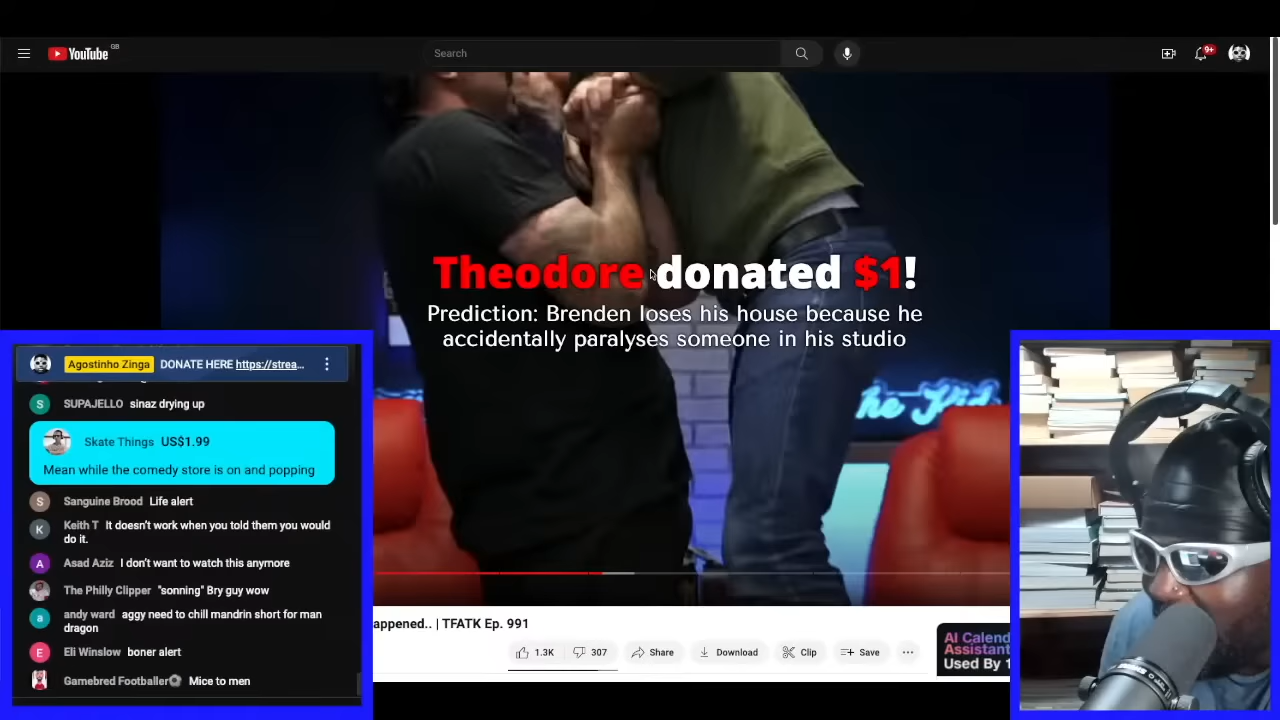 YouTube GB
Search
9+
Theodore donated $1!
Prediction: Brenden loses his house because he
accidentally paralyses someone in his studio
he Kid
Agostinho Zinga DONATE HERE https://strea...
S SUPAJELLO sinaz drying up
Skate Things US$1.99
Mean while the comedy store is on and popping
S Sanguine Brood Life alert
K Keith T It doesn't work when you told them you would
do it.
A Asad Aziz I don't want to watch this anymore
The Philly Clipper "sonning" Bry guy wow
a andy ward aggy need to chill mandrin short for man
dragon
E Eli Winslow boner alert
Gamebred Footballer Mice to men
appened.. | TFATK Ep. 991
1.3K 307 Share Download Clip Save ...
AI Calend
Assistan
Used By 1